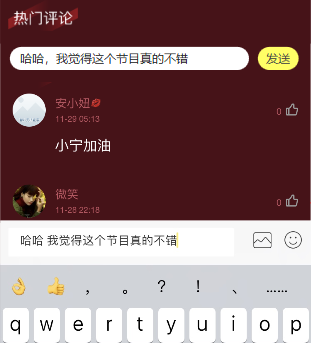 热门评论
哈哈，我觉得这个节目真的不错 发送
安小妞
11-29 05:13
0
小宁加油
微笑
11-28 22:18
0
哈哈 我觉得这个节目真的不错
， 。 ？ ！ 、 ……
q w e r t y u i o p